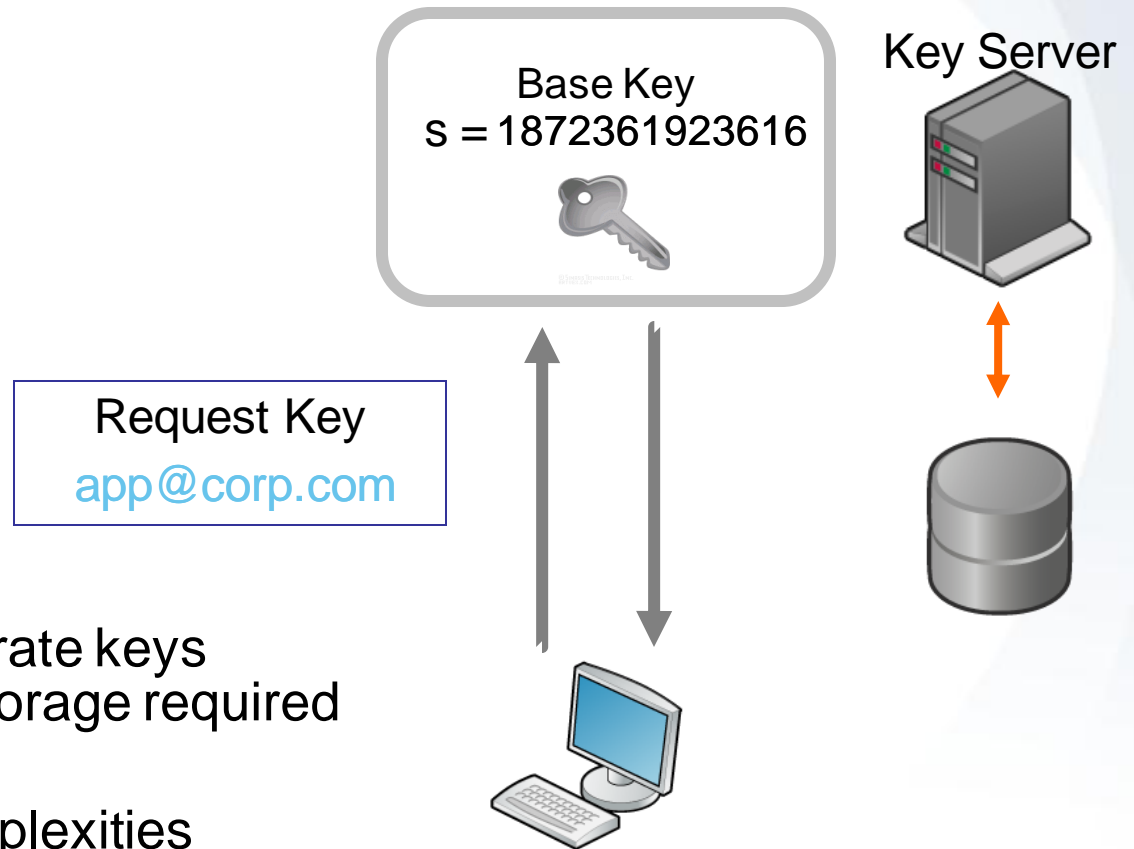 Key Server
Base Key
s = 1872361923616
Request Key
app@corp.com
rate keys
orage required
plexities